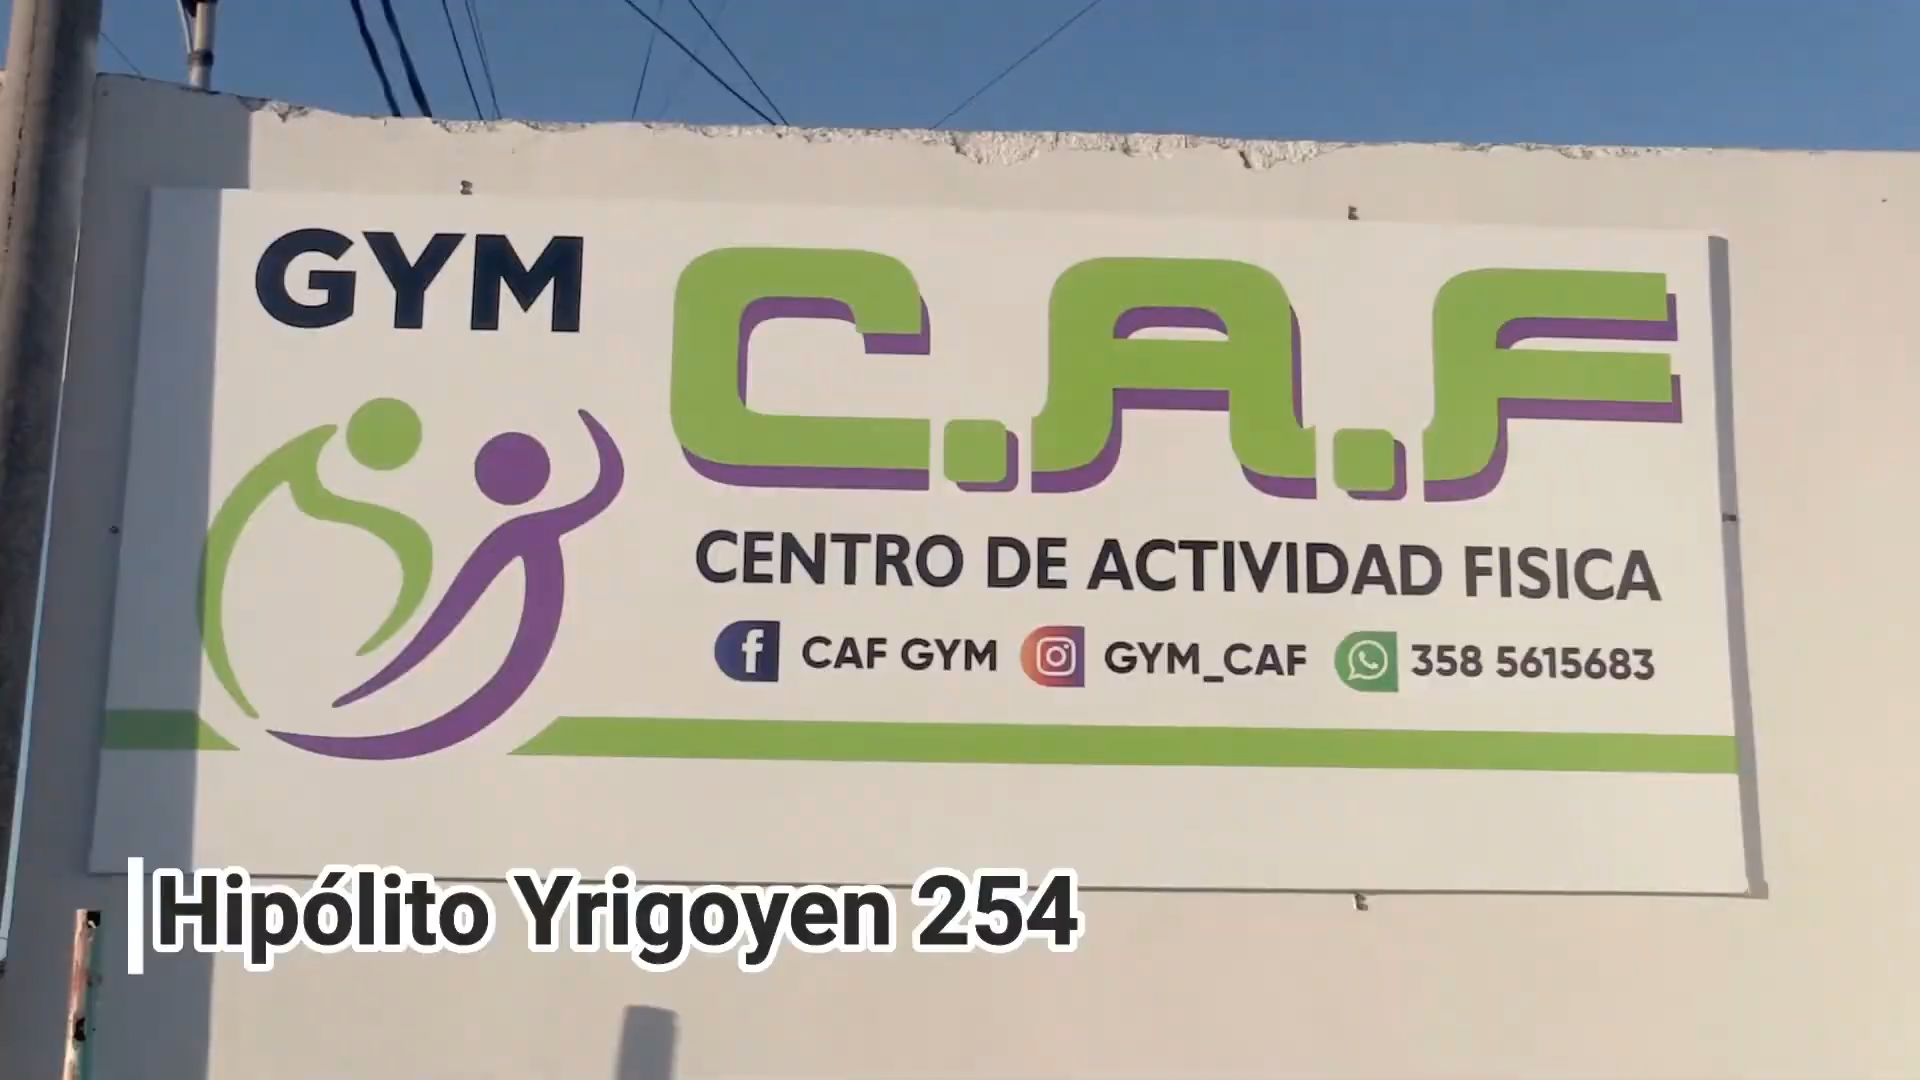 GYM
C.A.F
CENTRO DE ACTIVIDAD FISICA
CAF GYM GYM_CAF 358 5615683
Hipólito Yrigoyen 254